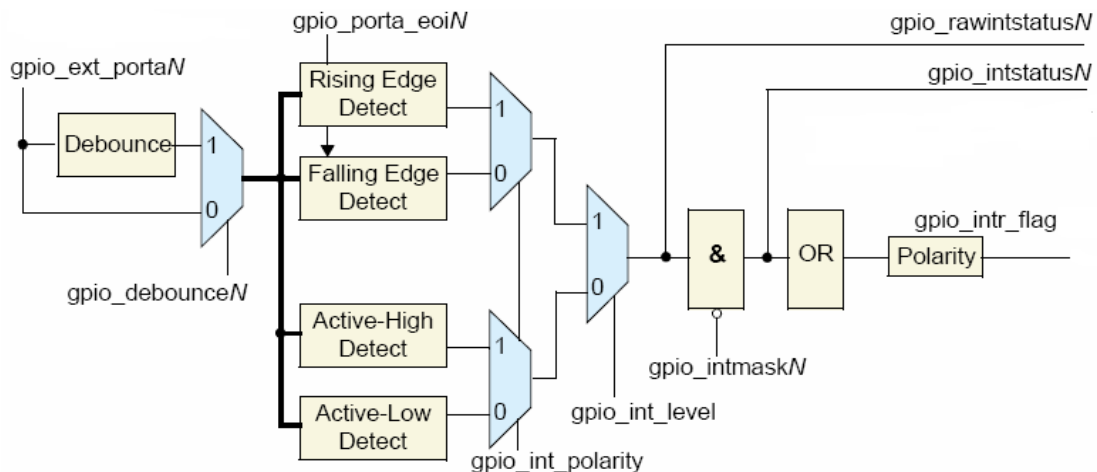 gpio_porta_eoiN
gpio_rawintstatusN
gpio_ext_portaN
gpio_intstatusN
Rising Edge
Detect
1
Debounce
1
0
Falling Edge
Detect
0
1
0
&
OR
gpio_intr_flag
Polarity
gpio_debounceN
Active-High
Detect
1
gpio_intmaskN
Active-Low
Detect
0
gpio_int_level
gpio_int_polarity